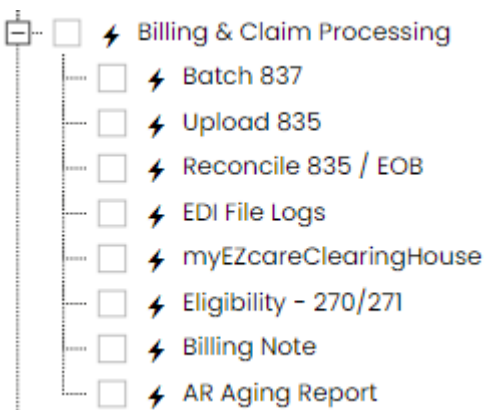 Billing & Claim Processing
Batch 837
Upload 835
Reconcile 835 / EOB
EDI File Logs
myEZcareClearingHouse
Eligibility - 270/271
Billing Note
AR Aging Report